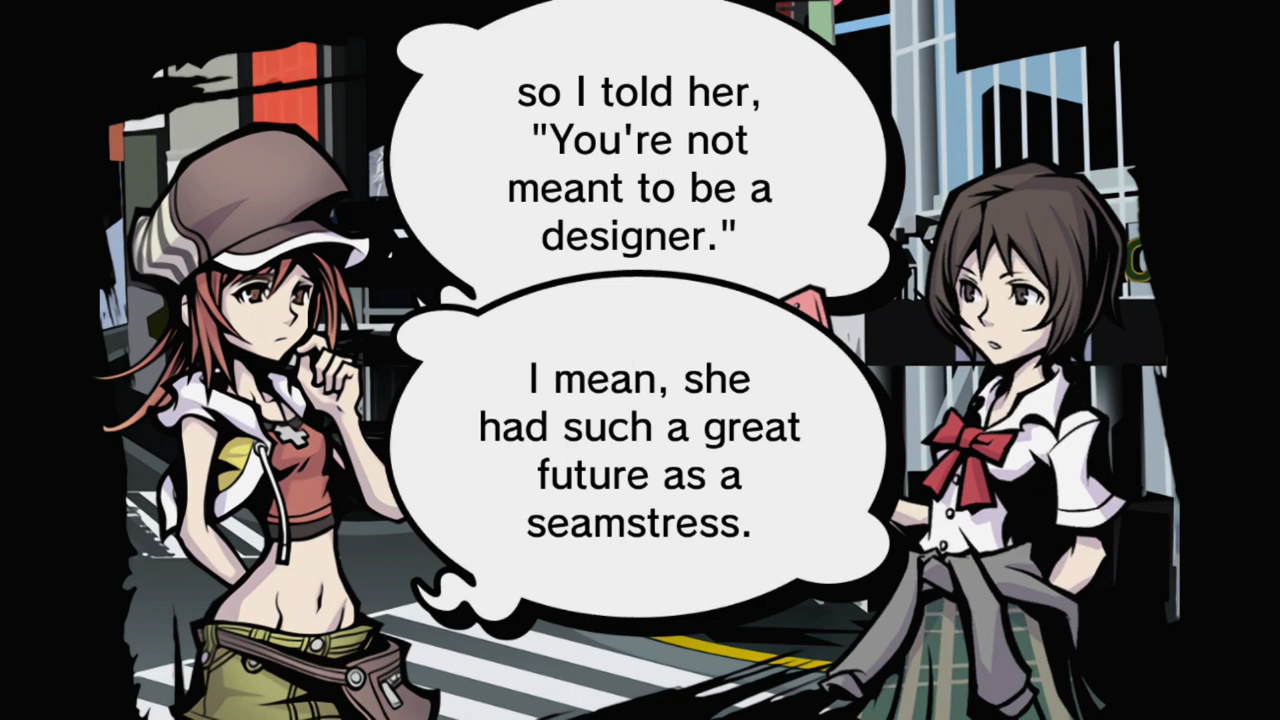 so I told her,
"You're not
meant to be a
designer."
I mean, she
had such a great
future as a
seamstress.